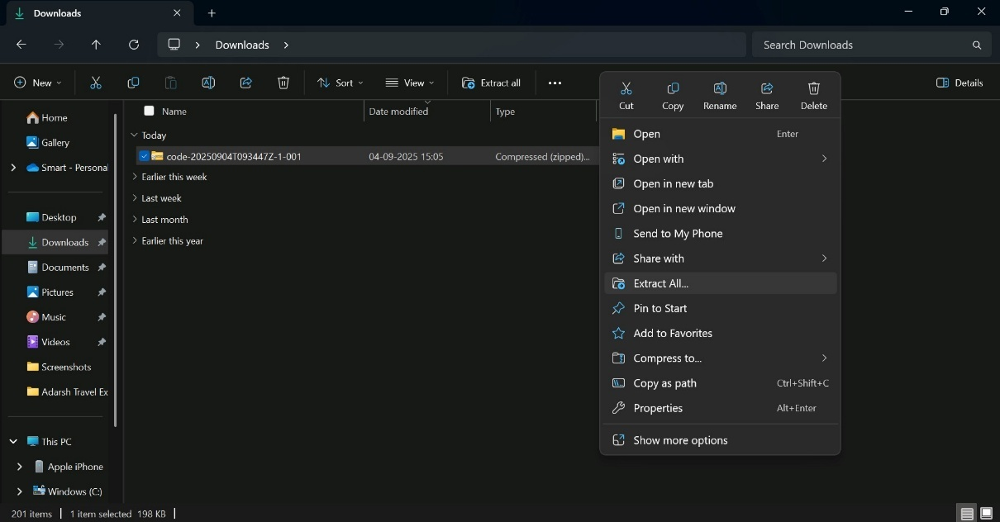 Downloads
Downloads
Search Downloads
New
Sort
View
Extract all
Details
Home
Gallery
Smart - Personal
Desktop
Downloads
Documents
Pictures
Music
Videos
Screenshots
Adarsh Travel Ex
This PC
Apple iPhone
Windows (C:)
Name Date modified Type
Today
code-20250904T093447Z-1-001 04-09-2025 15:05 Compressed (zipped)...
Earlier this week
Last week
Last month
Earlier this year
Cut Copy Rename Share Delete
Open Enter
Open with
Open in new tab
Open in new window
Send to My Phone
Share with
Extract All...
Pin to Start
Add to Favorites
Compress to...
Copy as path Ctrl+Shift+C
Properties Alt+Enter
Show more options
201 items 1 item selected 198 KB